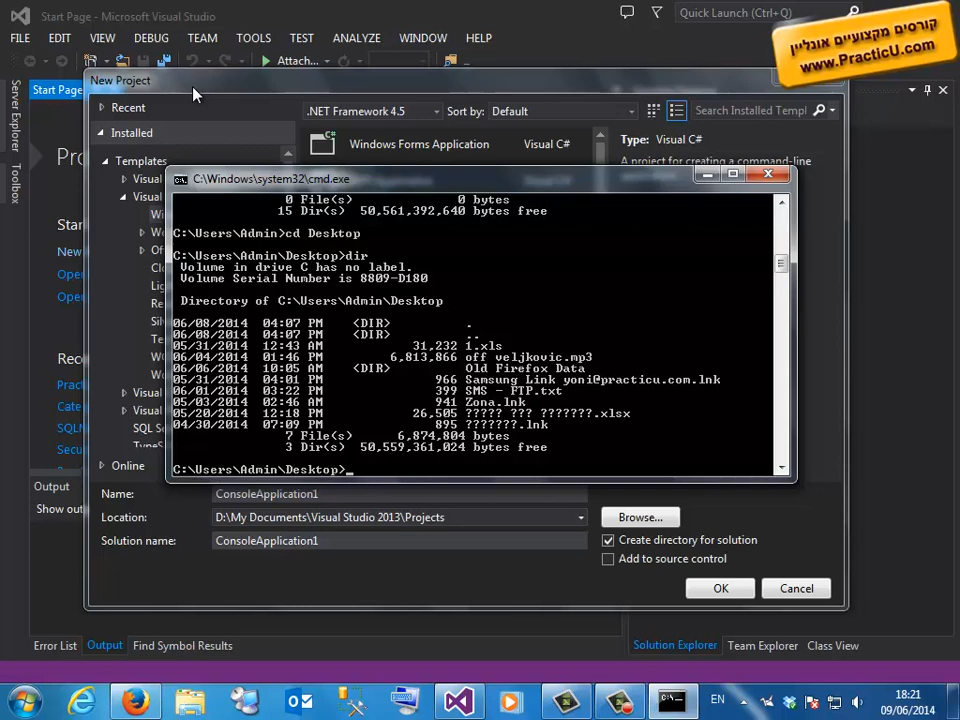 Start Page - Microsoft Visual Studio
Quick Launch (Ctrl+Q)
קורסים מקצועיים אונליין
www.PracticU.com
FILE EDIT VIEW DEBUG TEAM TOOLS TEST ANALYZE WINDOW HELP
Attach...
Start Page
Server Explorer
Toolbox
New Project
Recent
.NET Framework 4.5
Sort by: Default
Search Installed Templ
Installed
Windows Forms Application Visual C#
Type: Visual C#
Templates
A project for creating a command-line
Visual
Visual
Visual
Visual
SQL Se
Online
C:\Windows\system32\cmd.exe
0 File(s) 0 bytes
15 Dir(s) 50,561,392,640 bytes free
C:\Users\Admin>cd Desktop
C:\Users\Admin\Desktop>dir
Volume in drive C has no label.
Volume Serial Number is 8809-D180
Directory of C:\Users\Admin\Desktop
06/08/2014 04:07 PM <DIR> .
06/08/2014 04:07 PM <DIR> ..
05/31/2014 12:43 AM 31,232 1.xls
06/04/2014 01:46 PM 6,813,866 off veljkovic.mp3
06/06/2014 10:05 AM <DIR> Old Firefox Data
05/31/2014 04:01 PM 966 Samsung Link yoni@practicu.com.lnk
06/01/2014 03:22 PM 399 SMS - FTP.txt
05/03/2014 02:46 AM 941 Zona.lnk
05/20/2014 12:18 PM 26,505 ????? ??? ???????.xlsx
04/30/2014 07:09 PM 895 ???????.lnk
7 File(s) 6,874,804 bytes
3 Dir(s) 50,559,361,024 bytes free
C:\Users\Admin\Desktop>_
Start
New
Open
Open
Output
Show out
Name: ConsoleApplication1
Location: D:\My Documents\Visual Studio 2013\Projects
Browse...
Solution name: ConsoleApplication1
Create directory for solution
Add to source control
OK Cancel
Error List Output Find Symbol Results
Solution Explorer Team Explorer Class View
EN
18:21
09/06/2014